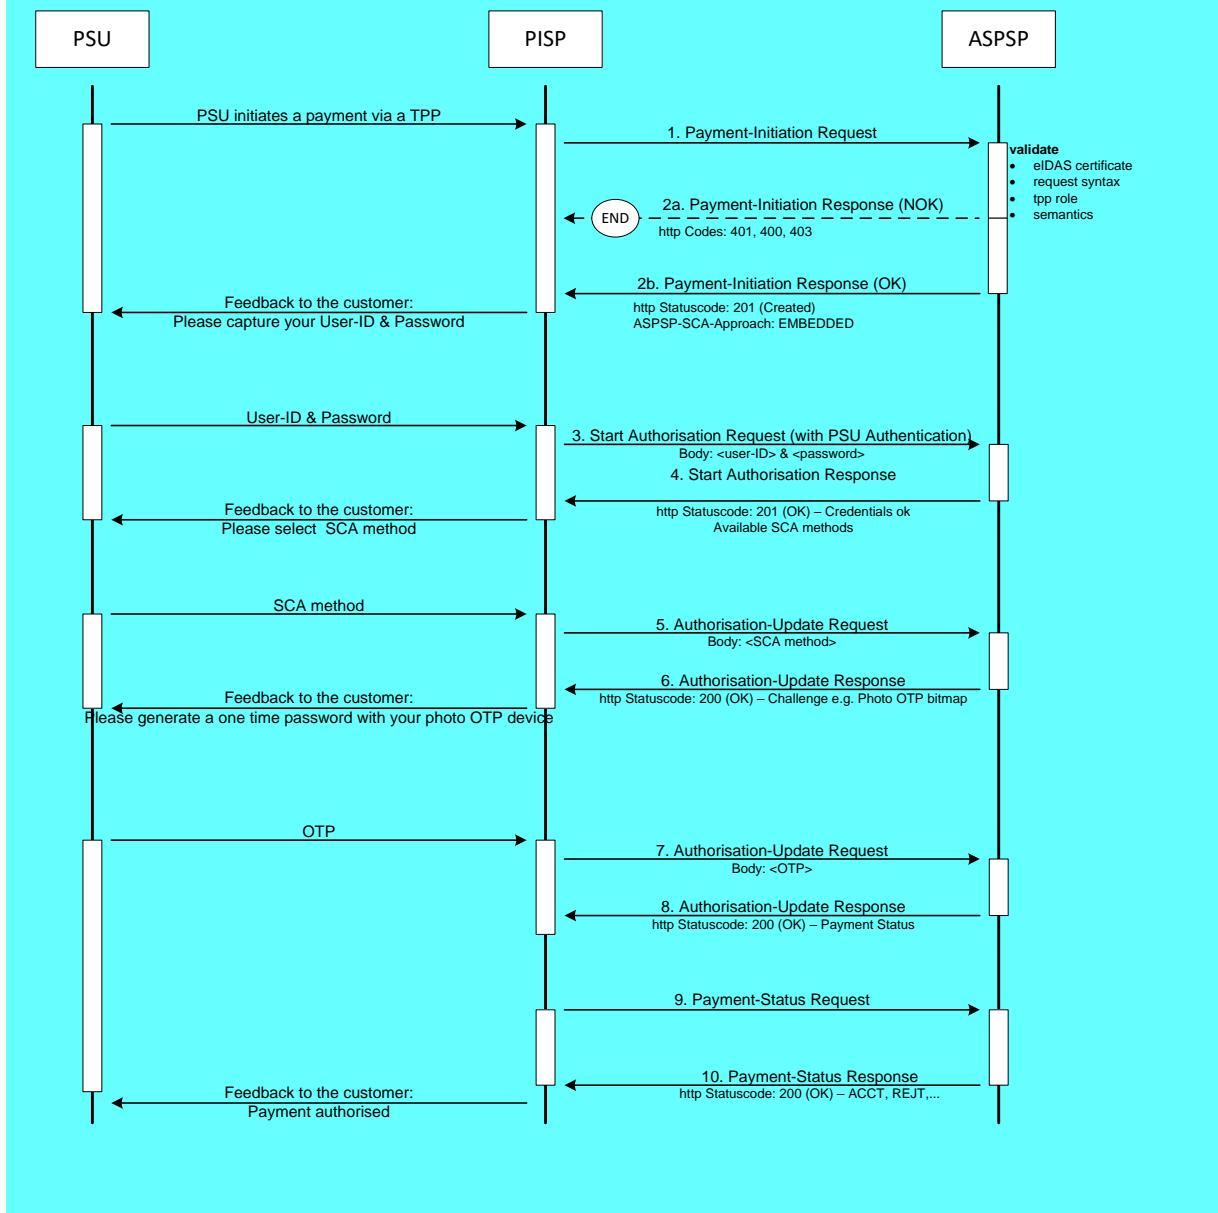 PSU
PISP
ASPSP
PSU initiates a payment via a TPP
1. Payment-Initiation Request
validate
• eIDAS certificate
• request syntax
• tpp role
• semantics
2a. Payment-Initiation Response (NOK)
END
http Codes: 401, 400, 403
2b. Payment-Initiation Response (OK)
http Statuscode: 201 (Created)
ASPSP-SCA-Approach: EMBEDDED
Feedback to the customer:
Please capture your User-ID & Password
User-ID & Password
3. Start Authorisation Request (with PSU Authentication)
Body: <user-ID> & <password>
4. Start Authorisation Response
http Statuscode: 201 (OK) – Credentials ok
Available SCA methods
Feedback to the customer:
Please select  SCA method
SCA method
5. Authorisation-Update Request
Body: <SCA method>
6. Authorisation-Update Response
http Statuscode: 200 (OK) – Challenge e.g. Photo OTP bitmap
Feedback to the customer:
Please generate a one time password with your photo OTP device
OTP
7. Authorisation-Update Request
Body: <OTP>
8. Authorisation-Update Response
http Statuscode: 200 (OK) – Payment Status
9. Payment-Status Request
10. Payment-Status Response
http Statuscode: 200 (OK) – ACCT, REJT,...
Feedback to the customer:
Payment authorised